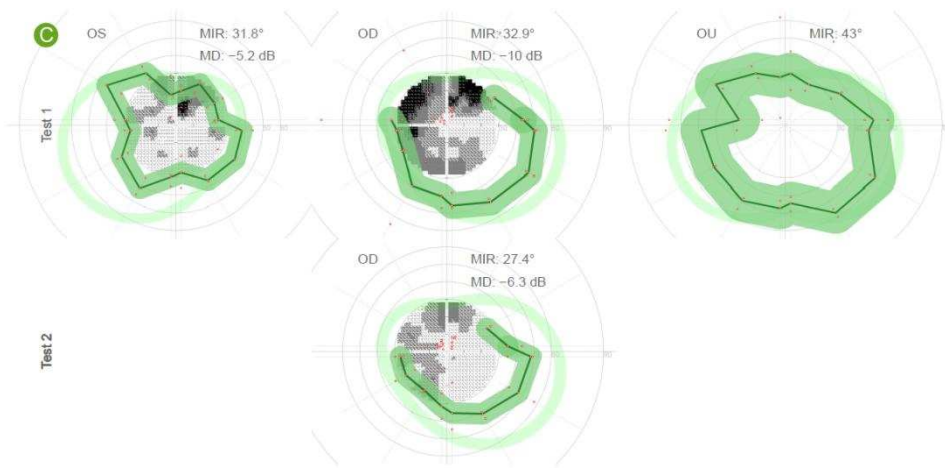 C
OS
MIR: 31.8°
MD: −5.2 dB
OD
MIR: 32.9°
MD: −10 dB
OU
MIR: 43°
Test 1
OD
MIR: 27.4°
MD: −6.3 dB
Test 2